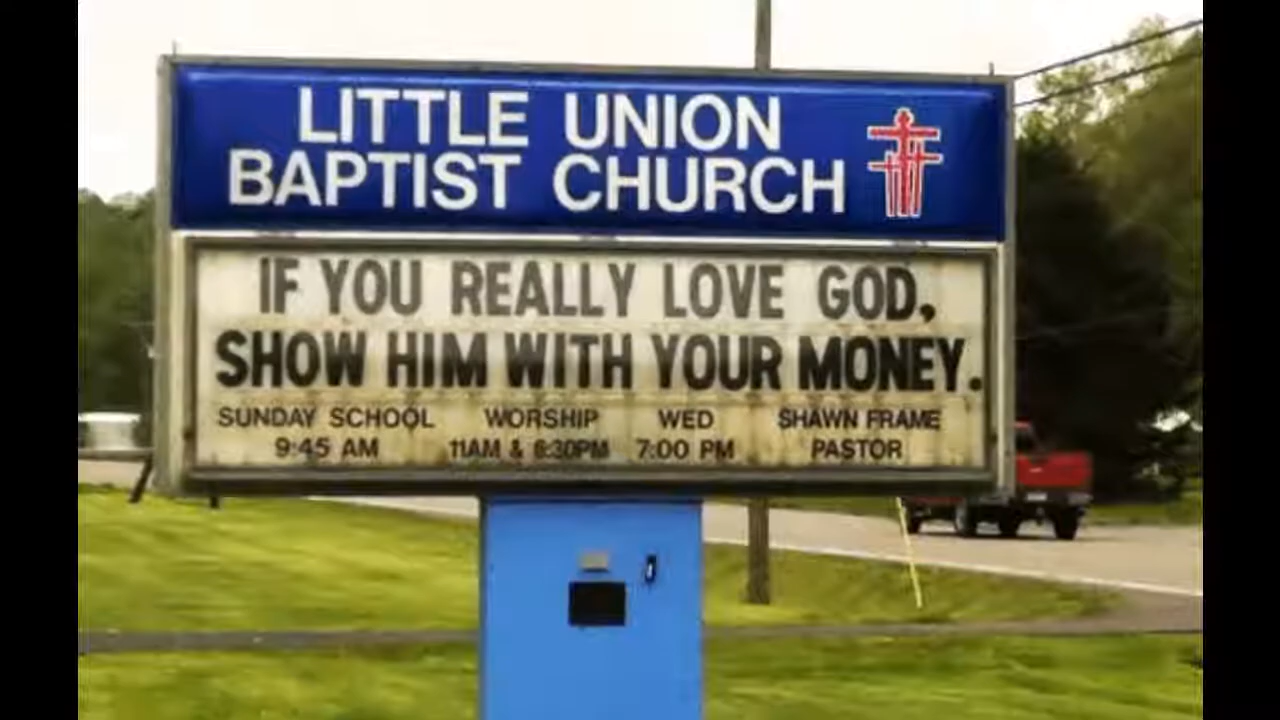 LITTLE UNION
BAPTIST CHURCH
IF YOU REALLY LOVE GOD,
SHOW HIM WITH YOUR MONEY.
SUNDAY SCHOOL WORSHIP WED SHAWN FRAME
9:45 AM 11AM & 6:30PM 7:00 PM PASTOR